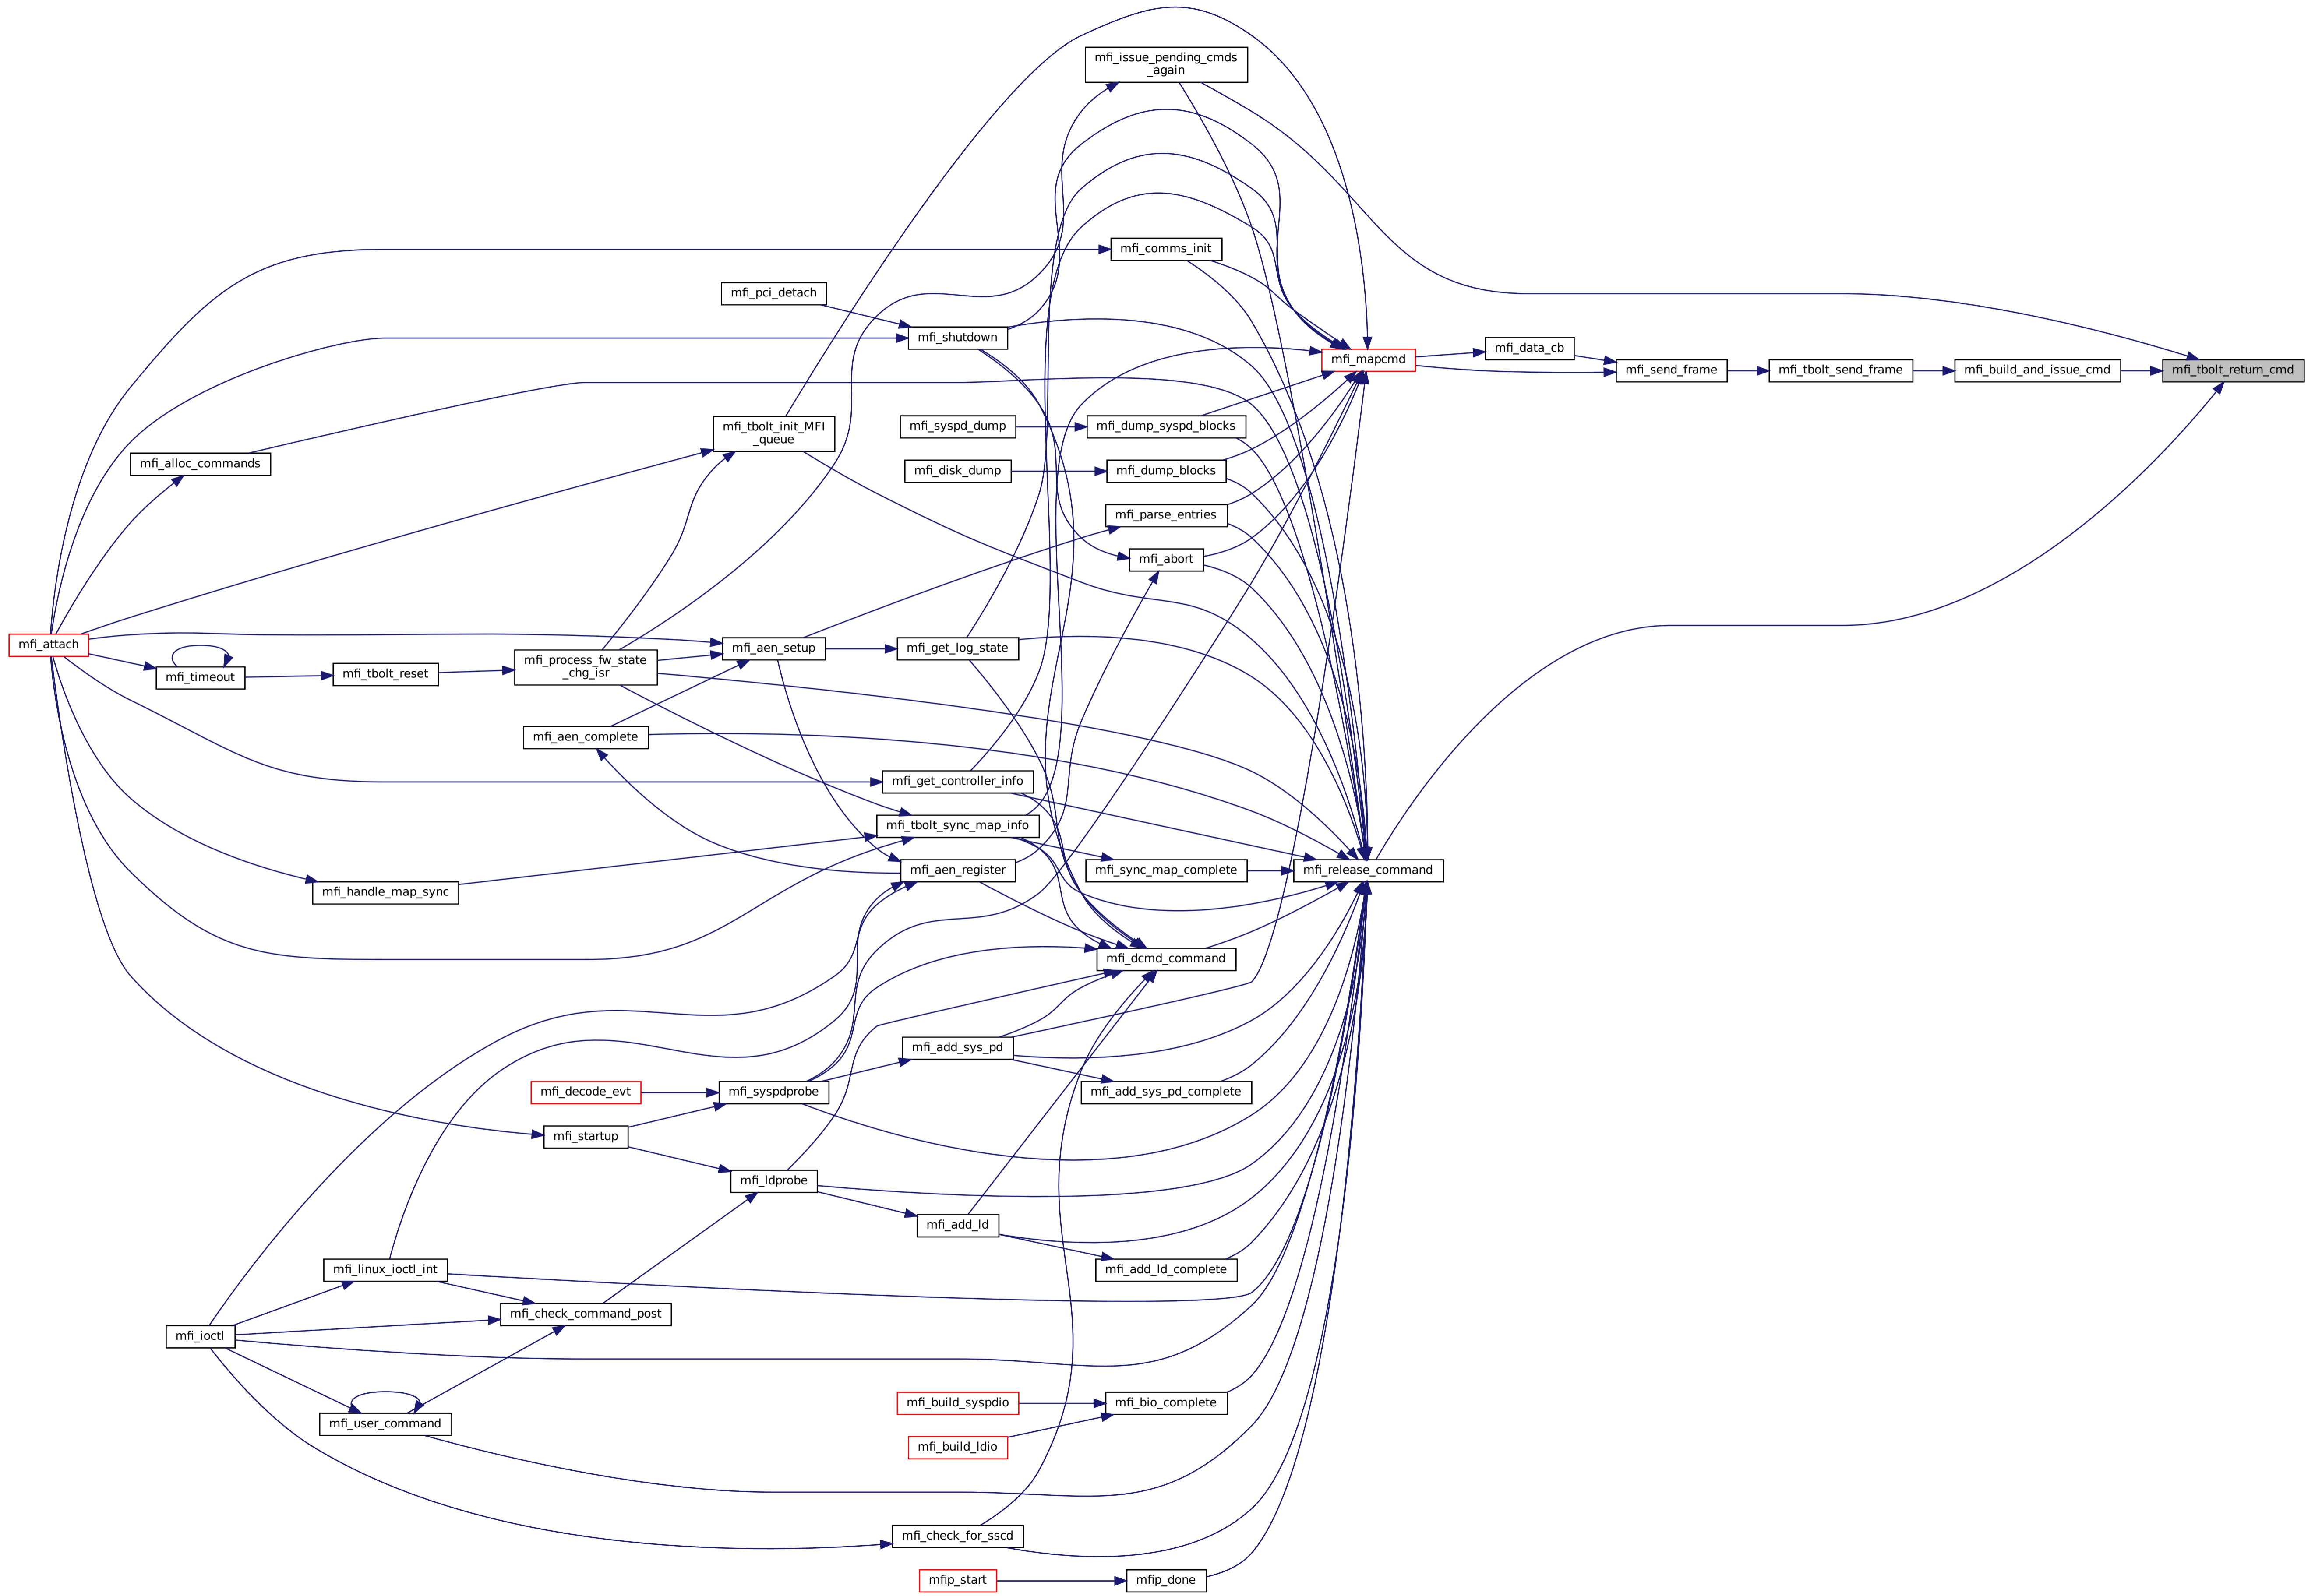 mfi_issue_pending_cmds
_again
mfi_comms_init
mfi_pci_detach
mfi_shutdown
mfi_mapcmd
mfi_data_cb
mfi_send_frame
mfi_tbolt_send_frame
mfi_build_and_issue_cmd
mfi_tbolt_return_cmd
mfi_tbolt_init_MFI
_queue
mfi_syspd_dump
mfi_dump_syspd_blocks
mfi_alloc_commands
mfi_disk_dump
mfi_dump_blocks
mfi_parse_entries
mfi_abort
mfi_attach
mfi_timeout
mfi_tbolt_reset
mfi_process_fw_state
_chg_isr
mfi_aen_setup
mfi_get_log_state
mfi_aen_complete
mfi_get_controller_info
mfi_tbolt_sync_map_info
mfi_handle_map_sync
mfi_aen_register
mfi_sync_map_complete
mfi_release_command
mfi_dcmd_command
mfi_add_sys_pd
mfi_decode_evt
mfi_syspdprobe
mfi_add_sys_pd_complete
mfi_startup
mfi_ldprobe
mfi_add_ld
mfi_linux_ioctl_int
mfi_add_ld_complete
mfi_check_command_post
mfi_ioctl
mfi_build_syspdio
mfi_bio_complete
mfi_user_command
mfi_build_ldio
mfi_check_for_sscd
mfip_start
mfip_done